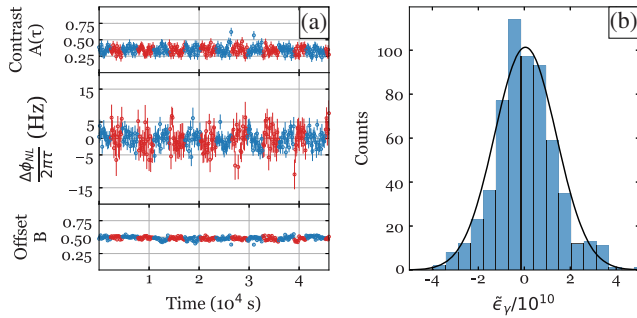 (a)
Contrast
A(τ)
0.75
0.50
0.25
Δϕ_NL/2πτ (Hz)
15
5
−5
−15
Offset
B
0.75
0.50
0.25
1 2 3 4
Time (10⁴ s)
(b)
Counts
100
80
60
40
20
0
−4 −2 0 2 4
ϵ̃_γ/10¹⁰